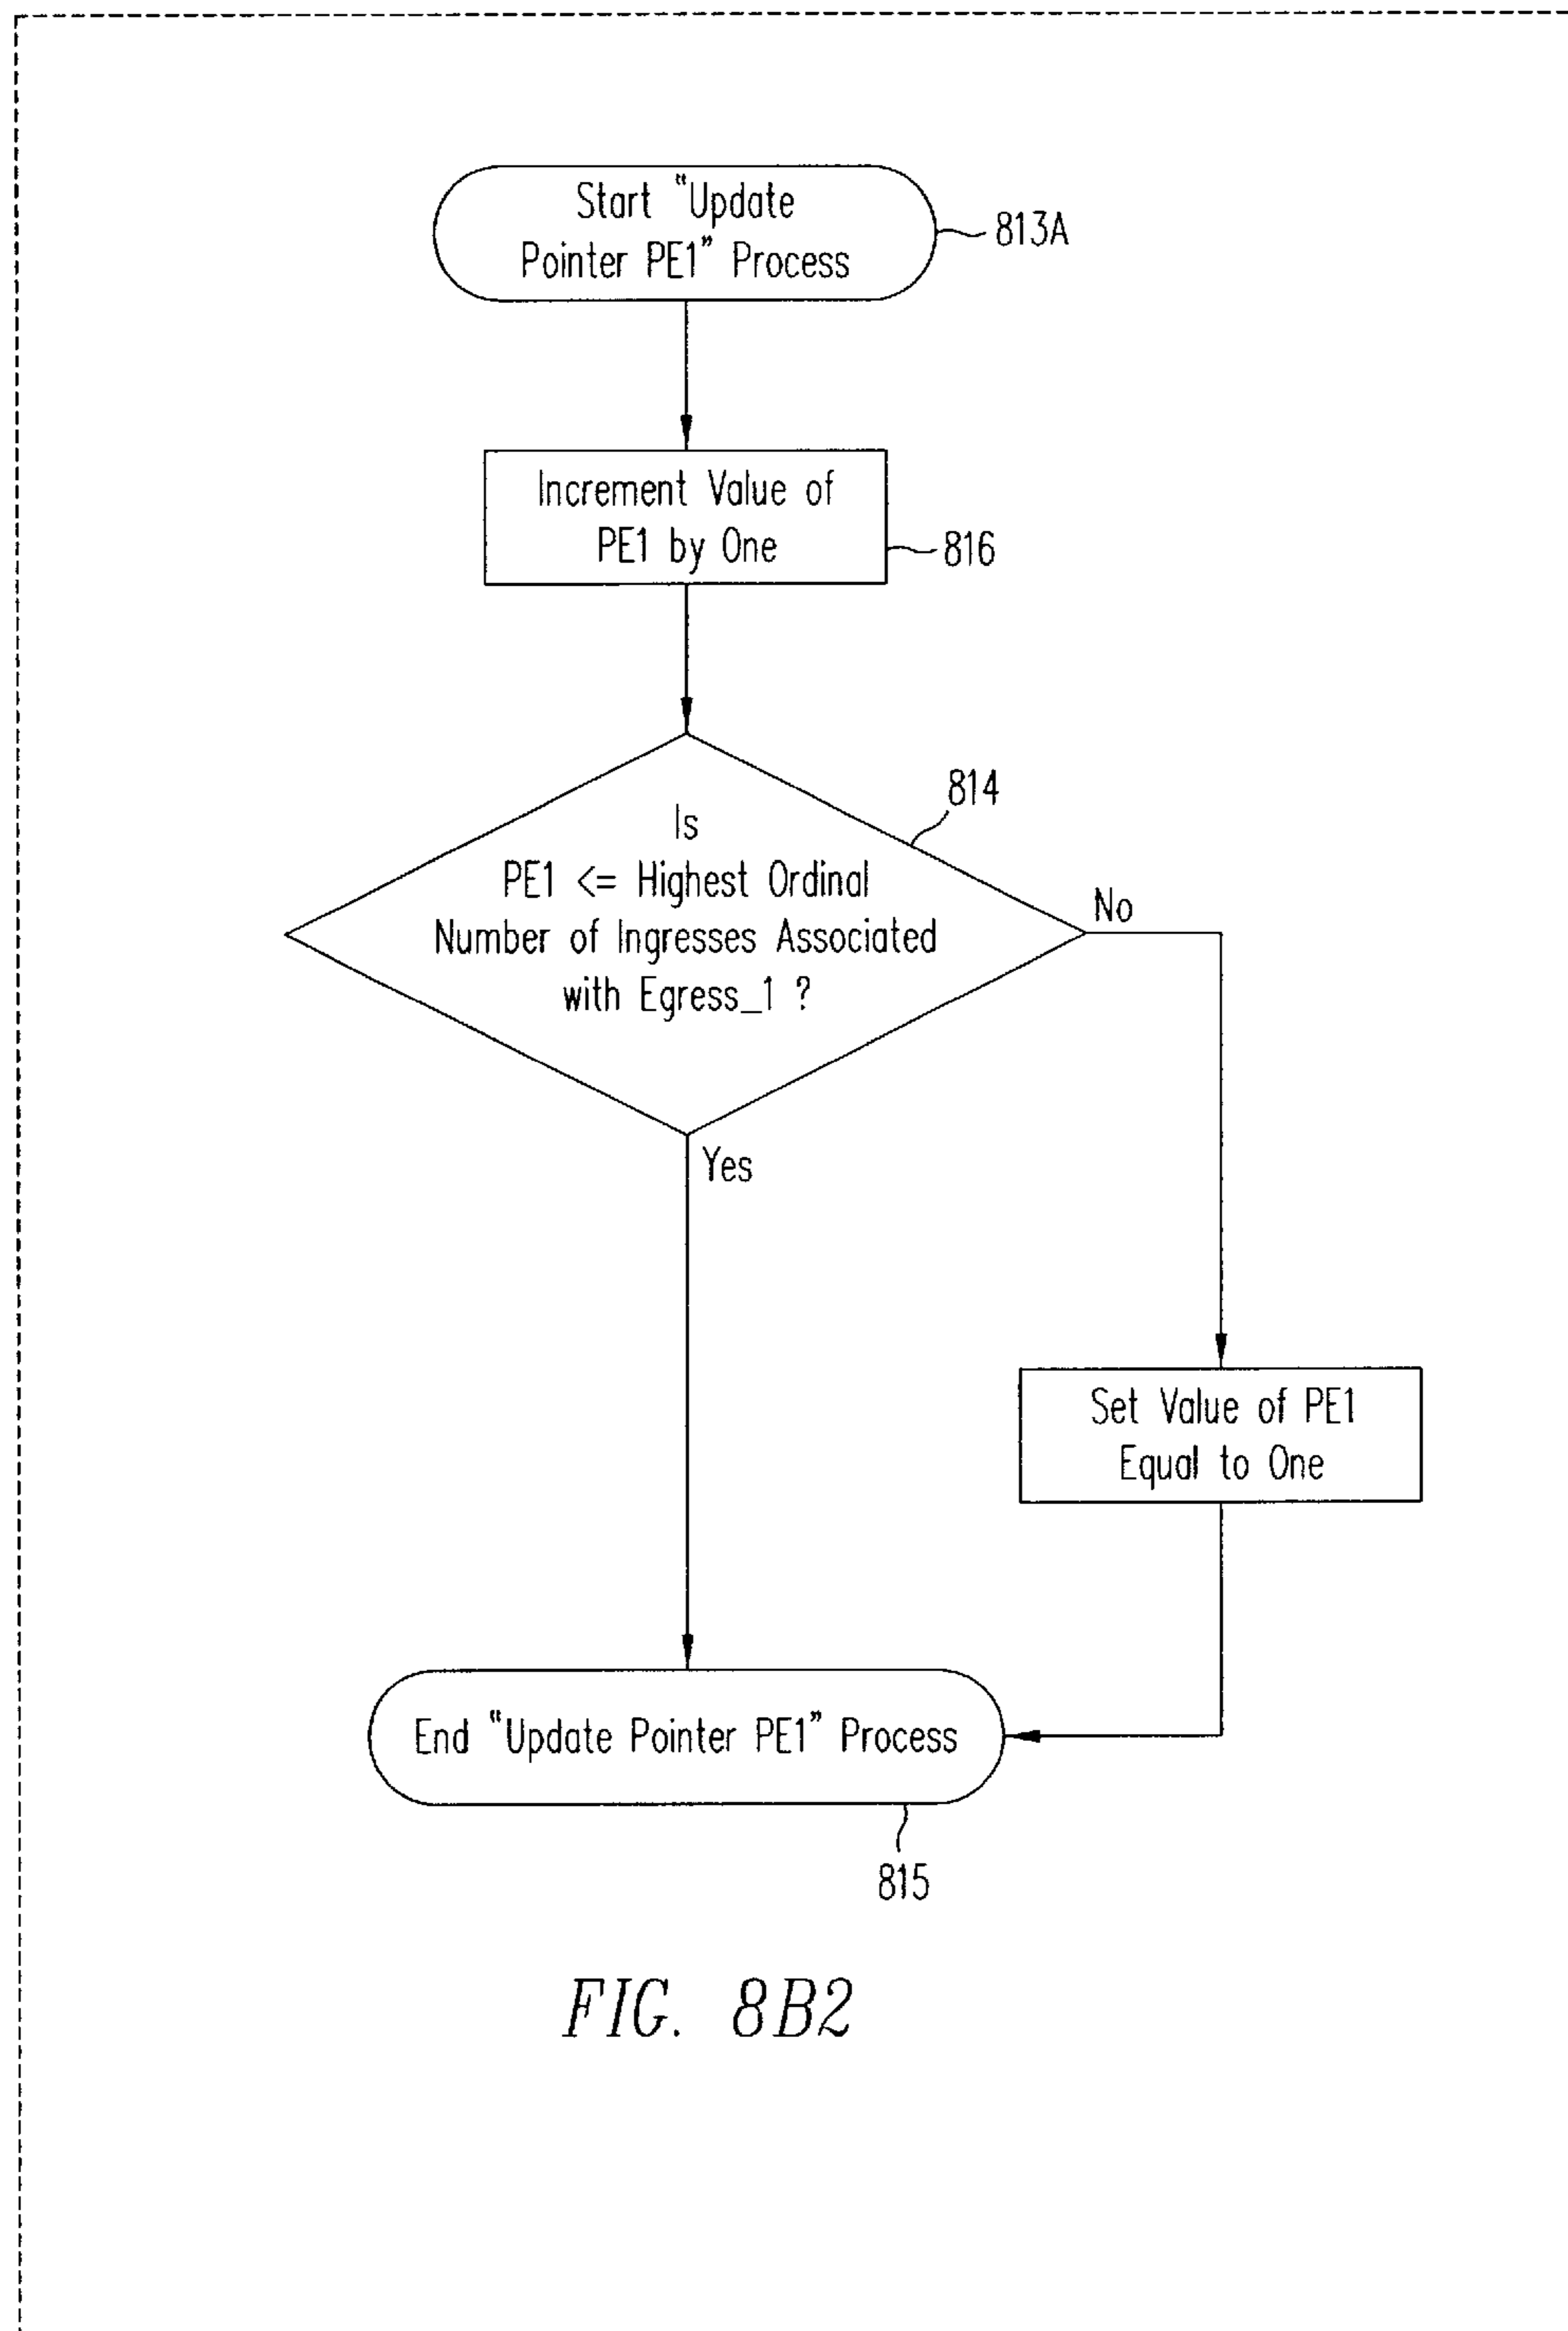 Start "Update
Pointer PE1" Process
813A
Increment Value of
PE1 by One
816
814
Is
PE1 <= Highest Ordinal
Number of Ingresses Associated
with Egress_1 ?
No
Yes
Set Value of PE1
Equal to One
End "Update Pointer PE1" Process
815
FIG. 8B2